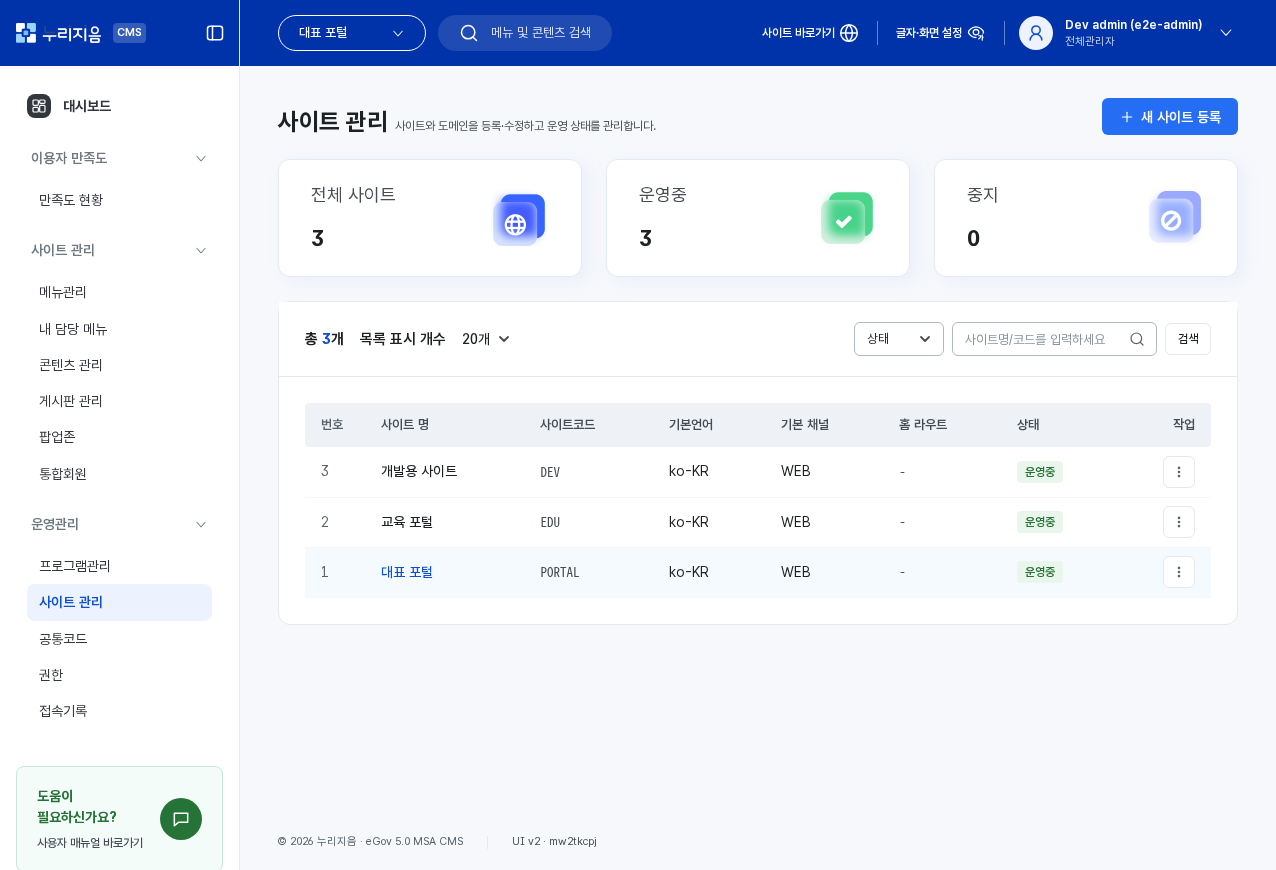 누리지음 CMS
대표 포털
메뉴 및 콘텐츠 검색
사이트 바로가기
글자·화면 설정
Dev admin (e2e-admin)
전체관리자
대시보드
이용자 만족도
만족도 현황
사이트 관리
메뉴관리
내 담당 메뉴
콘텐츠 관리
게시판 관리
팝업존
통합회원
운영관리
프로그램관리
사이트 관리
공통코드
권한
접속기록
도움이
필요하신가요?
사용자 매뉴얼 바로가기
사이트 관리 사이트와 도메인을 등록·수정하고 운영 상태를 관리합니다.
새 사이트 등록
전체 사이트
3
운영중
3
중지
0
총 3개 목록 표시 개수 20개
상태
사이트명/코드를 입력하세요
검색
번호 사이트 명 사이트코드 기본언어 기본 채널 홈 라우트 상태 작업
3 개발용 사이트 DEV ko-KR WEB - 운영중
2 교육 포털 EDU ko-KR WEB - 운영중
1 대표 포털 PORTAL ko-KR WEB - 운영중
© 2026 누리지음 · eGov 5.0 MSA CMS
UI v2 · mw2tkcpj